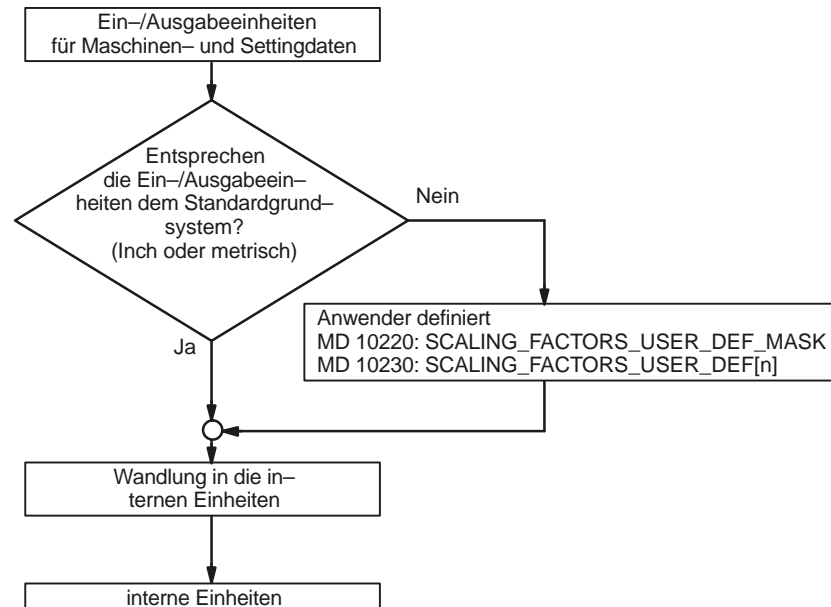 Ein–/Ausgabeeinheiten
für Maschinen– und Settingdaten
Entsprechen
die Ein–/Ausgabeein–
heiten dem Standardgrund–
system?
(Inch oder metrisch)
Nein
Ja
Anwender definiert
MD 10220: SCALING_FACTORS_USER_DEF_MASK
MD 10230: SCALING_FACTORS_USER_DEF[n]
Wandlung in die in–
ternen Einheiten
interne Einheiten